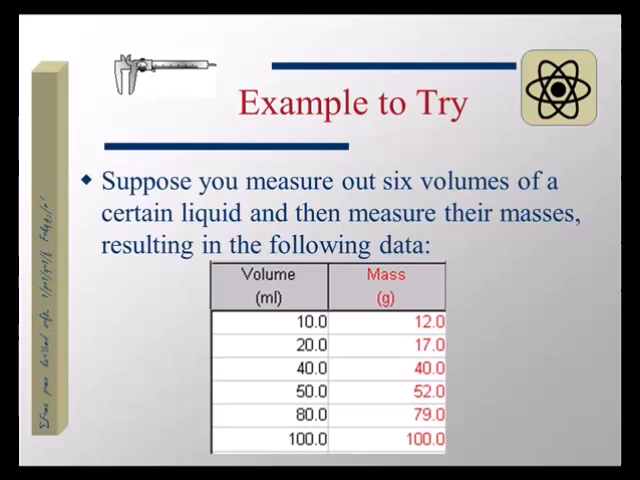 Example to Try
Suppose you measure out six volumes of a
certain liquid and then measure their masses,
resulting in the following data:
Volume Mass
(ml) (g)
10.0 12.0
20.0 17.0
40.0 40.0
50.0 52.0
80.0 79.0
100.0 100.0